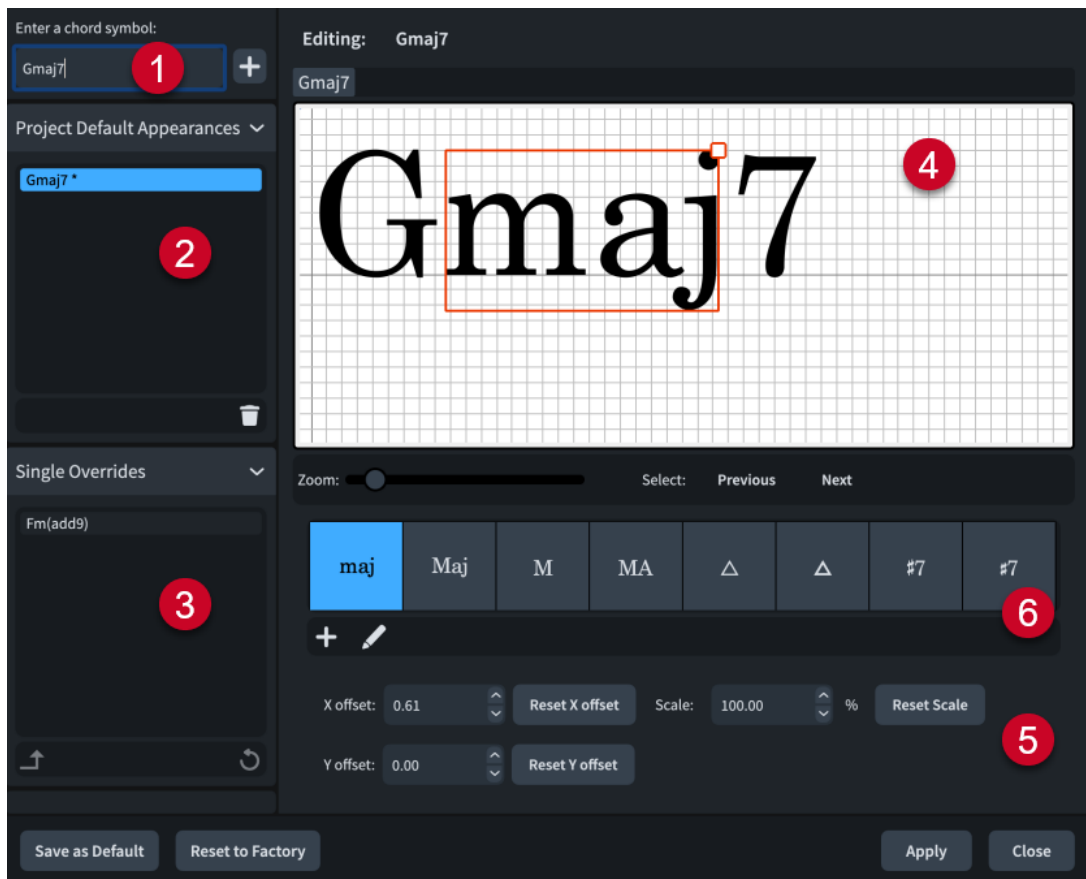 Enter a chord symbol:
Gmaj7
1
Project Default Appearances
Gmaj7 *
2
Single Overrides
Fm(add9)
3
Editing: Gmaj7
Gmaj7
Gmaj7
4
Zoom: Select: Previous Next
maj Maj M MA △ △ ♯7 ♯7
6
X offset: 0.61 Reset X offset Scale: 100.00 % Reset Scale
5
Y offset: 0.00 Reset Y offset
Save as Default Reset to Factory Apply Close